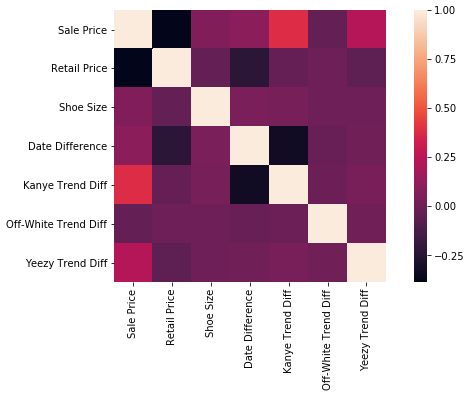 Sale Price
Retail Price
Shoe Size
Date Difference
Kanye Trend Diff
Off-White Trend Diff
Yeezy Trend Diff
Sale Price
Retail Price
Shoe Size
Date Difference
Kanye Trend Diff
Off-White Trend Diff
Yeezy Trend Diff
1.00
0.75
0.50
0.25
0.00
−0.25